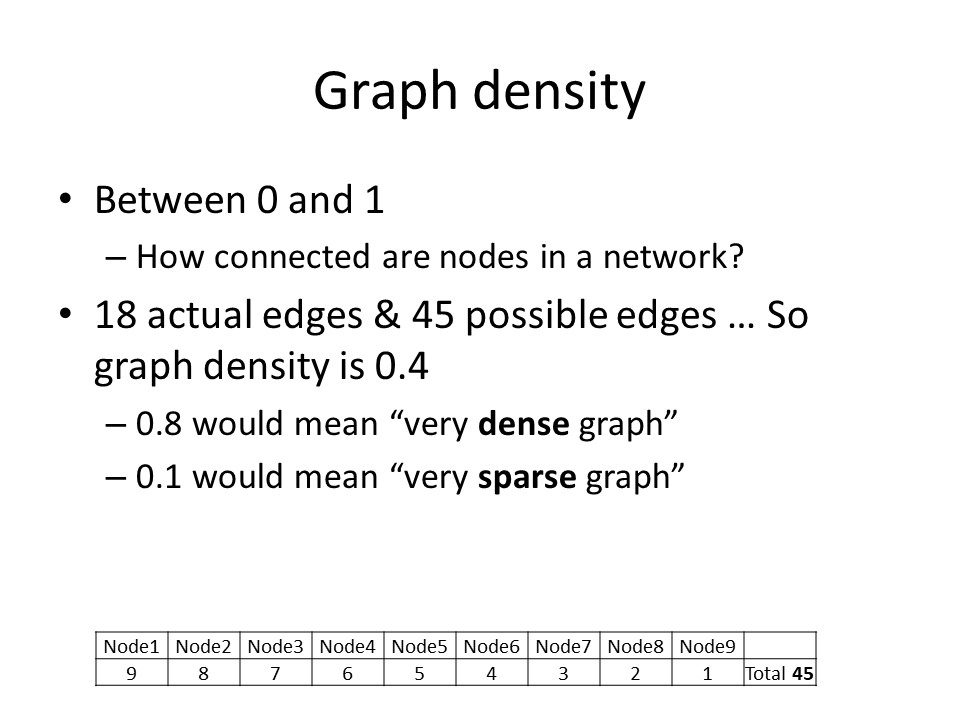 Graph density
• Between 0 and 1
– How connected are nodes in a network?
• 18 actual edges & 45 possible edges … So
graph density is 0.4
– 0.8 would mean “very dense graph”
– 0.1 would mean “very sparse graph”
Node1 Node2 Node3 Node4 Node5 Node6 Node7 Node8 Node9
9 8 7 6 5 4 3 2 1 Total 45